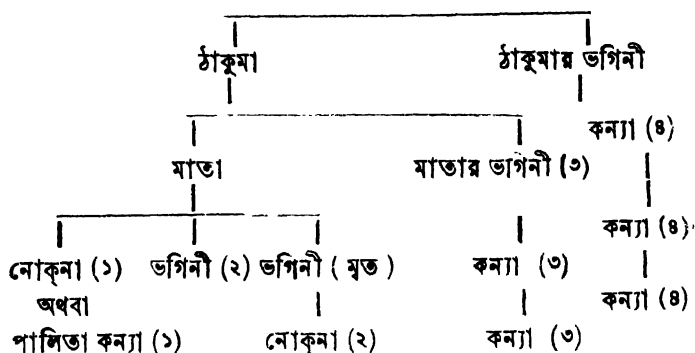 ঠাকুমা ঠাকুমার ভগিনী
কন্যা (৪)
মাতা মাতার ভগিনী (৩)
কন্যা (৪)
নোক্‌না (১) ভগিনী (২) ভগিনী ( মৃত ) কন্যা (৩)
অথবা কন্যা (৪)
পালিতা কন্যা (১) নোক্‌না (২) কন্যা (৩)